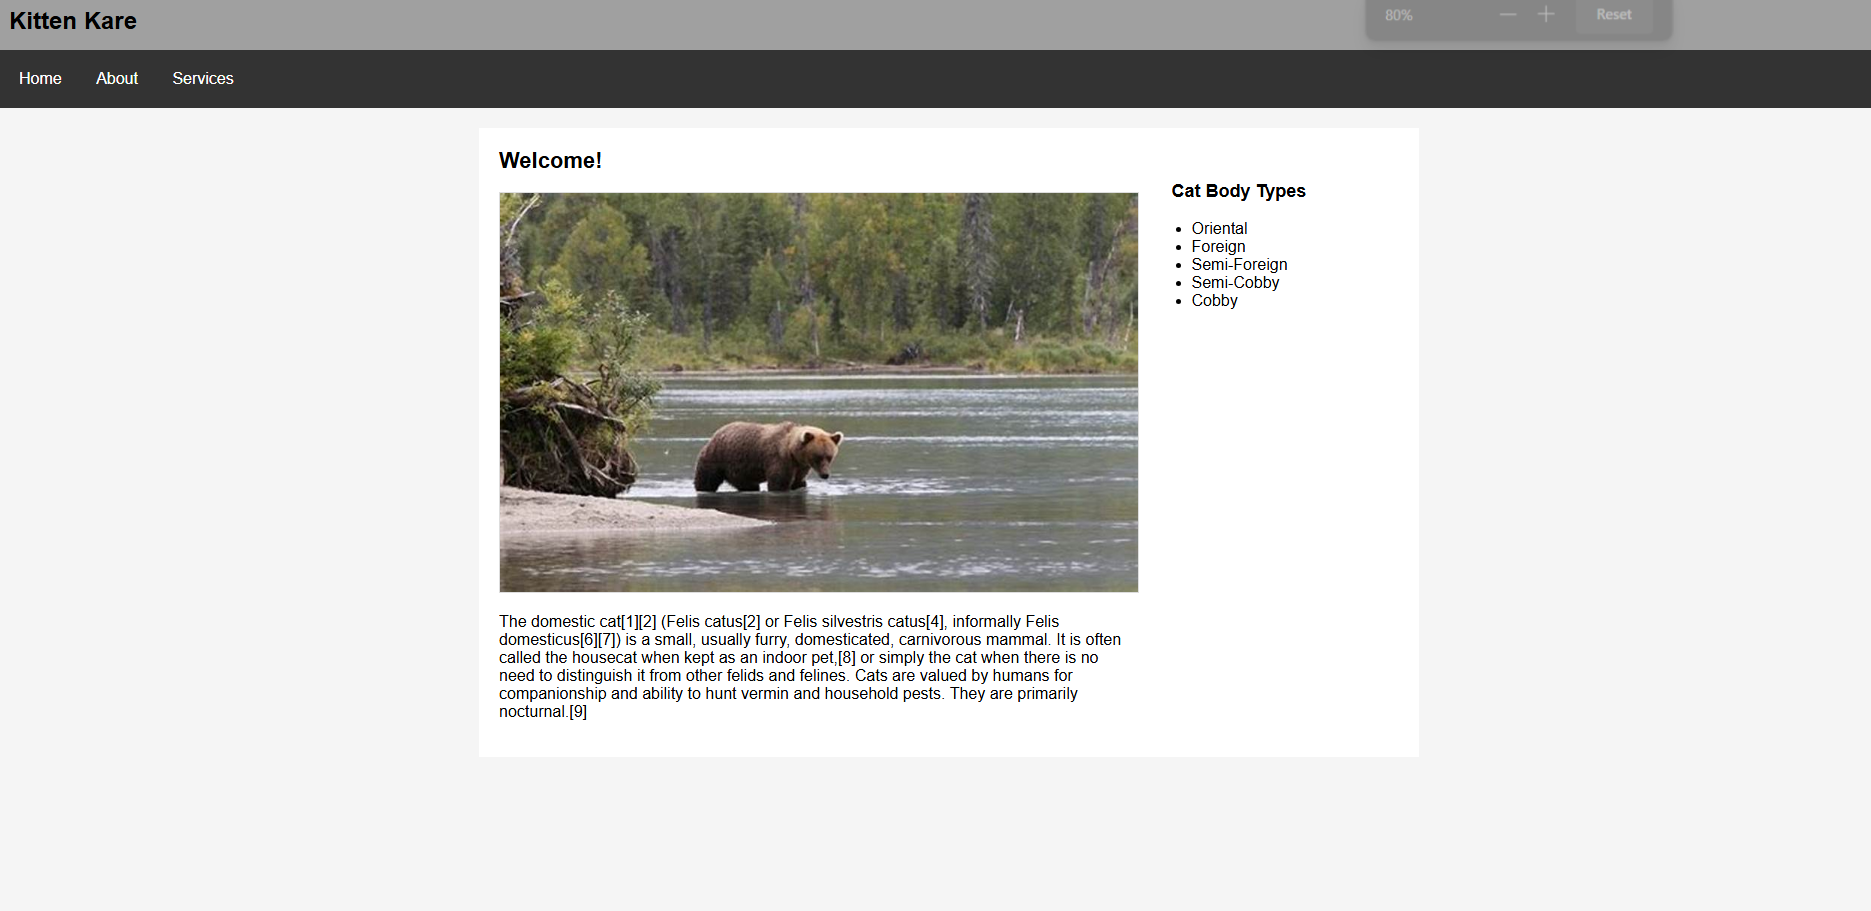 Kitten Kare
80%
Reset
Home About Services
Welcome!
Cat Body Types
Oriental
Foreign
Semi-Foreign
Semi-Cobby
Cobby
The domestic cat[1][2] (Felis catus[2] or Felis silvestris catus[4], informally Felis
domesticus[6][7]) is a small, usually furry, domesticated, carnivorous mammal. It is often
called the housecat when kept as an indoor pet,[8] or simply the cat when there is no
need to distinguish it from other felids and felines. Cats are valued by humans for
companionship and ability to hunt vermin and household pests. They are primarily
nocturnal.[9]